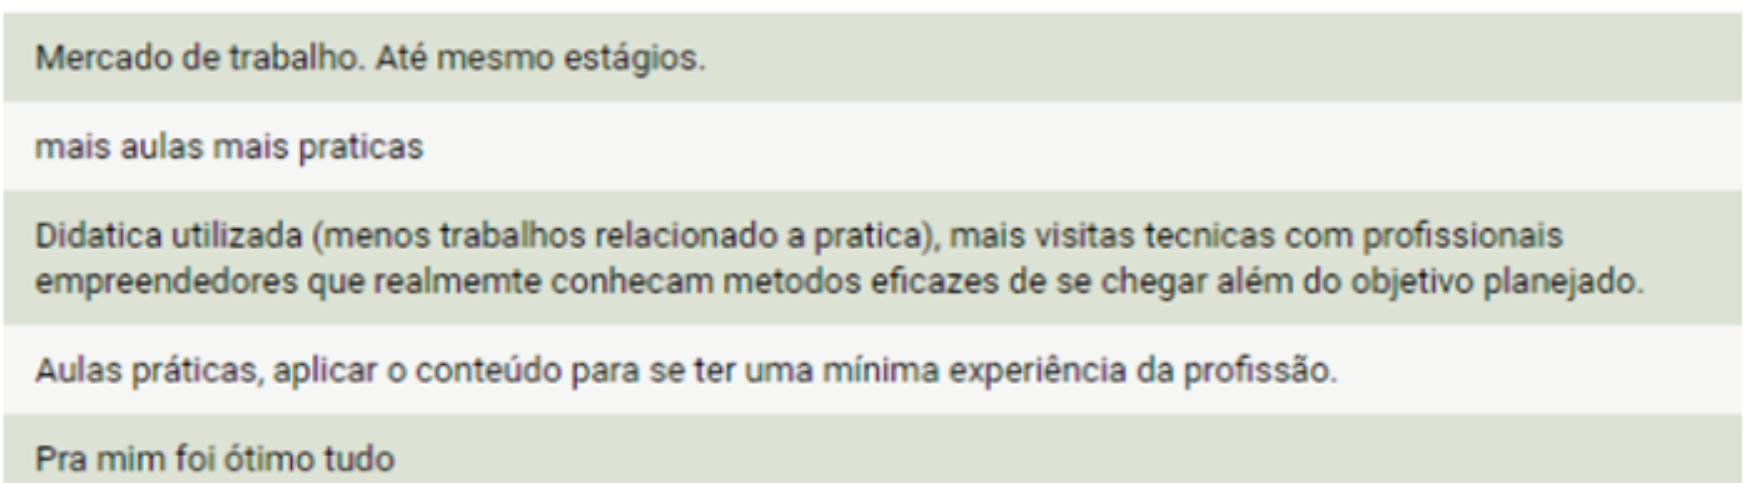 Mercado de trabalho. Até mesmo estágios.
mais aulas mais praticas
Didatica utilizada (menos trabalhos relacionado a pratica), mais visitas tecnicas com profissionais
empreendedores que realmemte conhecam metodos eficazes de se chegar além do objetivo planejado.
Aulas práticas, aplicar o conteúdo para se ter uma mínima experiência da profissão.
Pra mim foi ótimo tudo